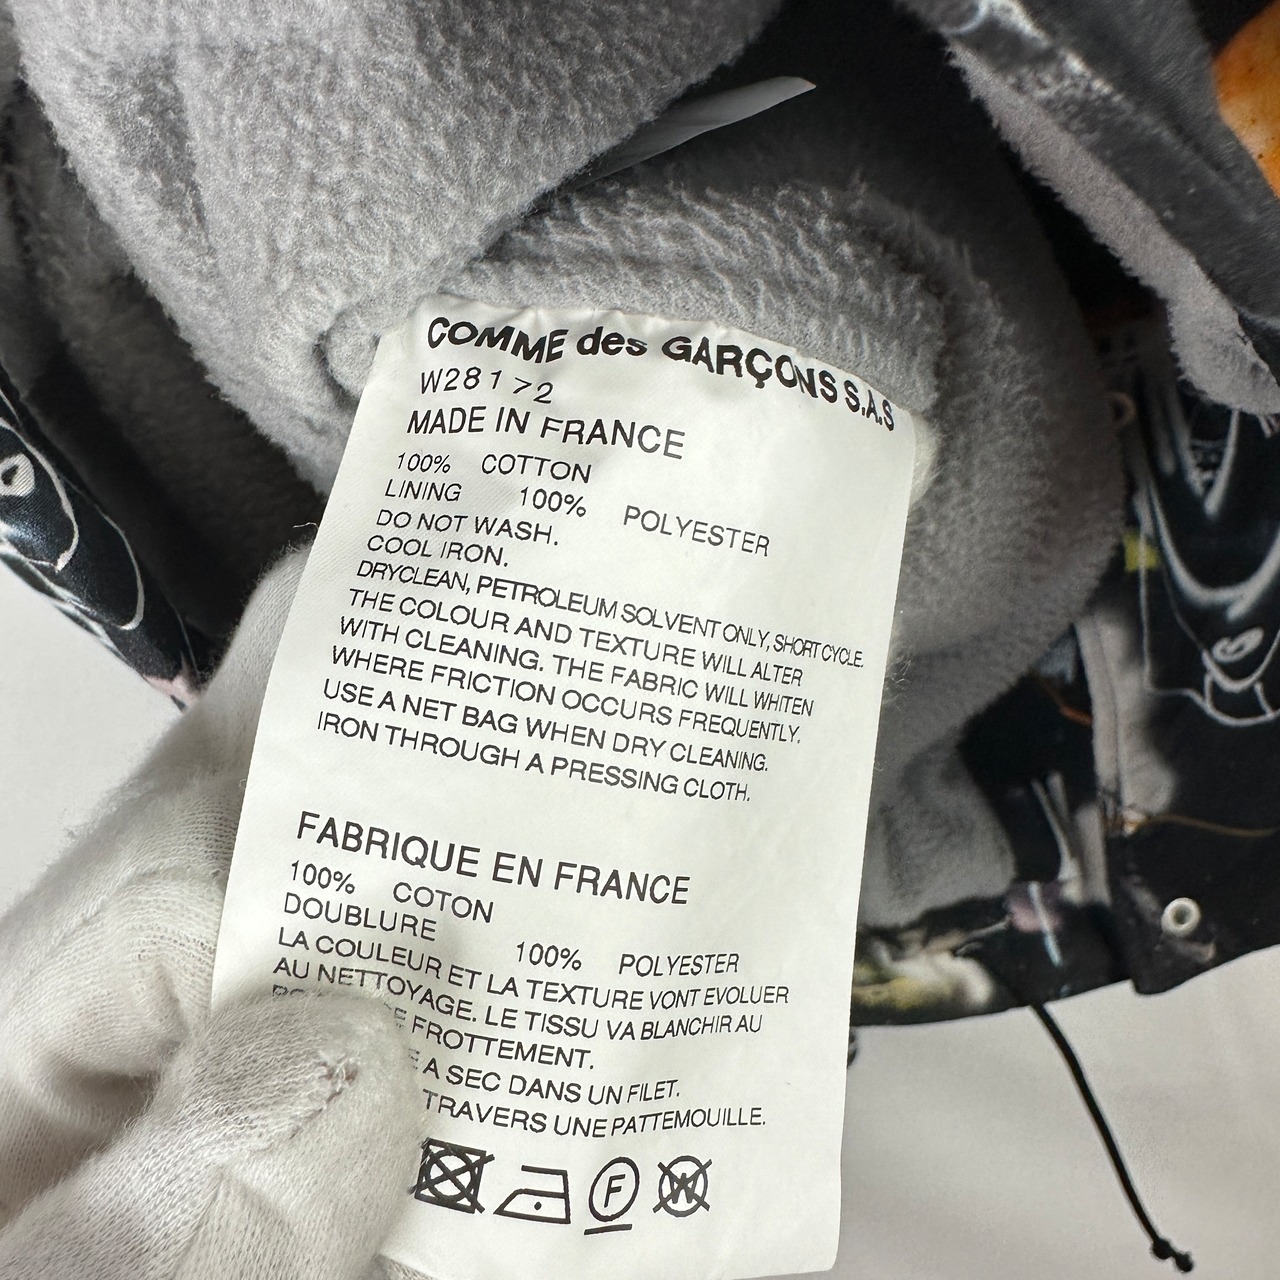 COMME des GARÇONS S.A.S
W28172
MADE IN FRANCE
100% COTTON
LINING 100% POLYESTER
DO NOT WASH.
COOL IRON.
DRYCLEAN, PETROLEUM SOLVENT ONLY, SHORT CYCLE.
THE COLOUR AND TEXTURE WILL ALTER
WITH CLEANING. THE FABRIC WILL WHITEN
WHERE FRICTION OCCURS FREQUENTLY.
USE A NET BAG WHEN DRY CLEANING.
IRON THROUGH A PRESSING CLOTH.
FABRIQUE EN FRANCE
100% COTON
DOUBLURE 100% POLYESTER
LA COULEUR ET LA TEXTURE VONT EVOLUER
AU NETTOYAGE. LE TISSU VA BLANCHIR AU
FROTTEMENT.
A SEC DANS UN FILET.
TRAVERS UNE PATTEMOUILLE.
F W